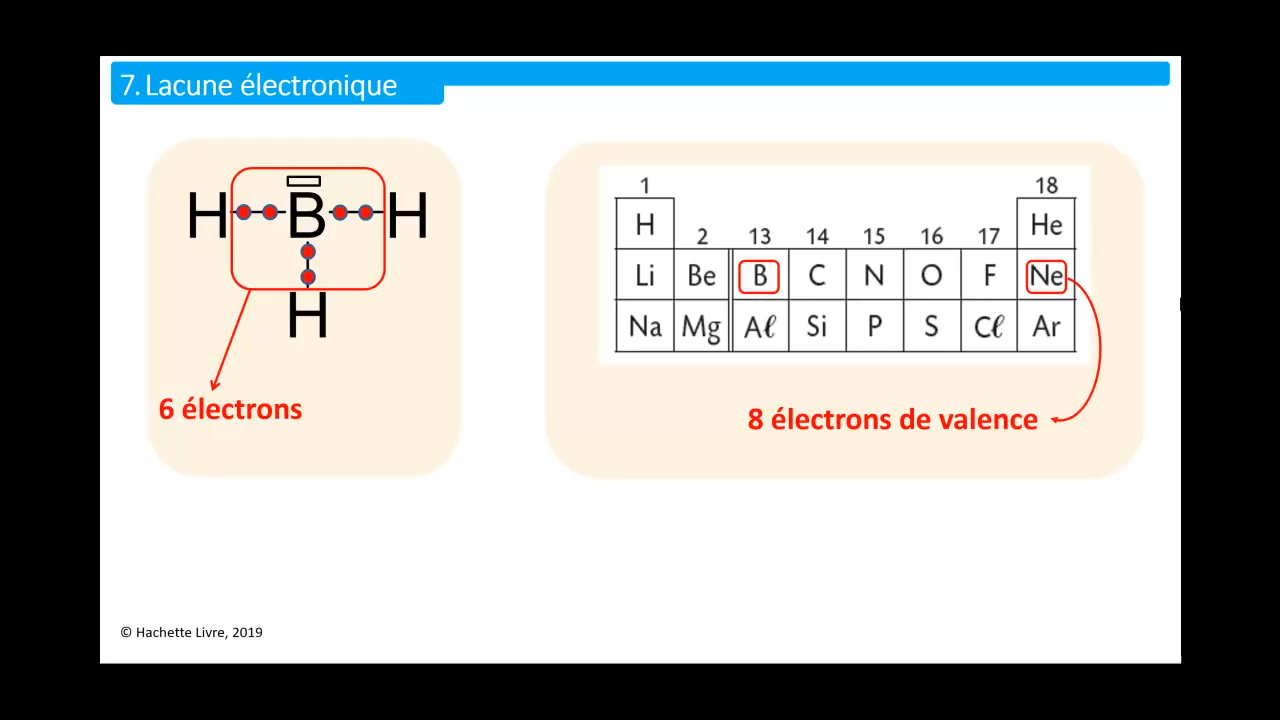 7. Lacune électronique
H B H
H
6 électrons
1 18
H He
2 13 14 15 16 17
Li Be B C N O F Ne
Na Mg Aℓ Si P S Cℓ Ar
8 électrons de valence
© Hachette Livre, 2019